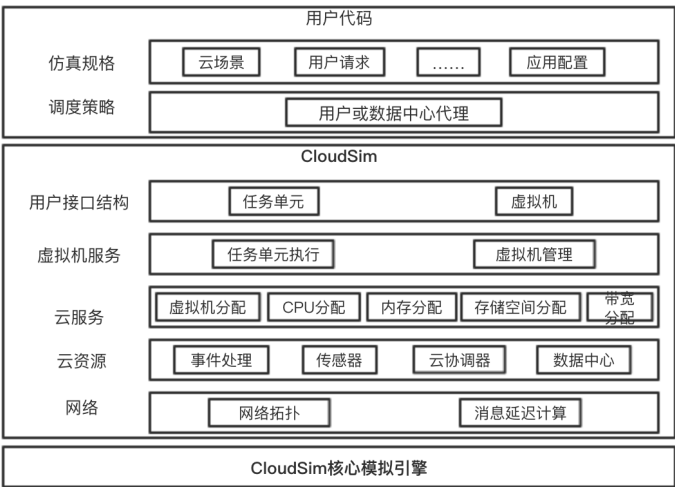 用户代码
仿真规格 云场景 用户请求 …… 应用配置
调度策略 用户或数据中心代理
CloudSim
用户接口结构 任务单元 虚拟机
虚拟机服务 任务单元执行 虚拟机管理
云服务 虚拟机分配 CPU分配 内存分配 存储空间分配 带宽
分配
云资源 事件处理 传感器 云协调器 数据中心
网络 网络拓扑 消息延迟计算
CloudSim核心模拟引擎